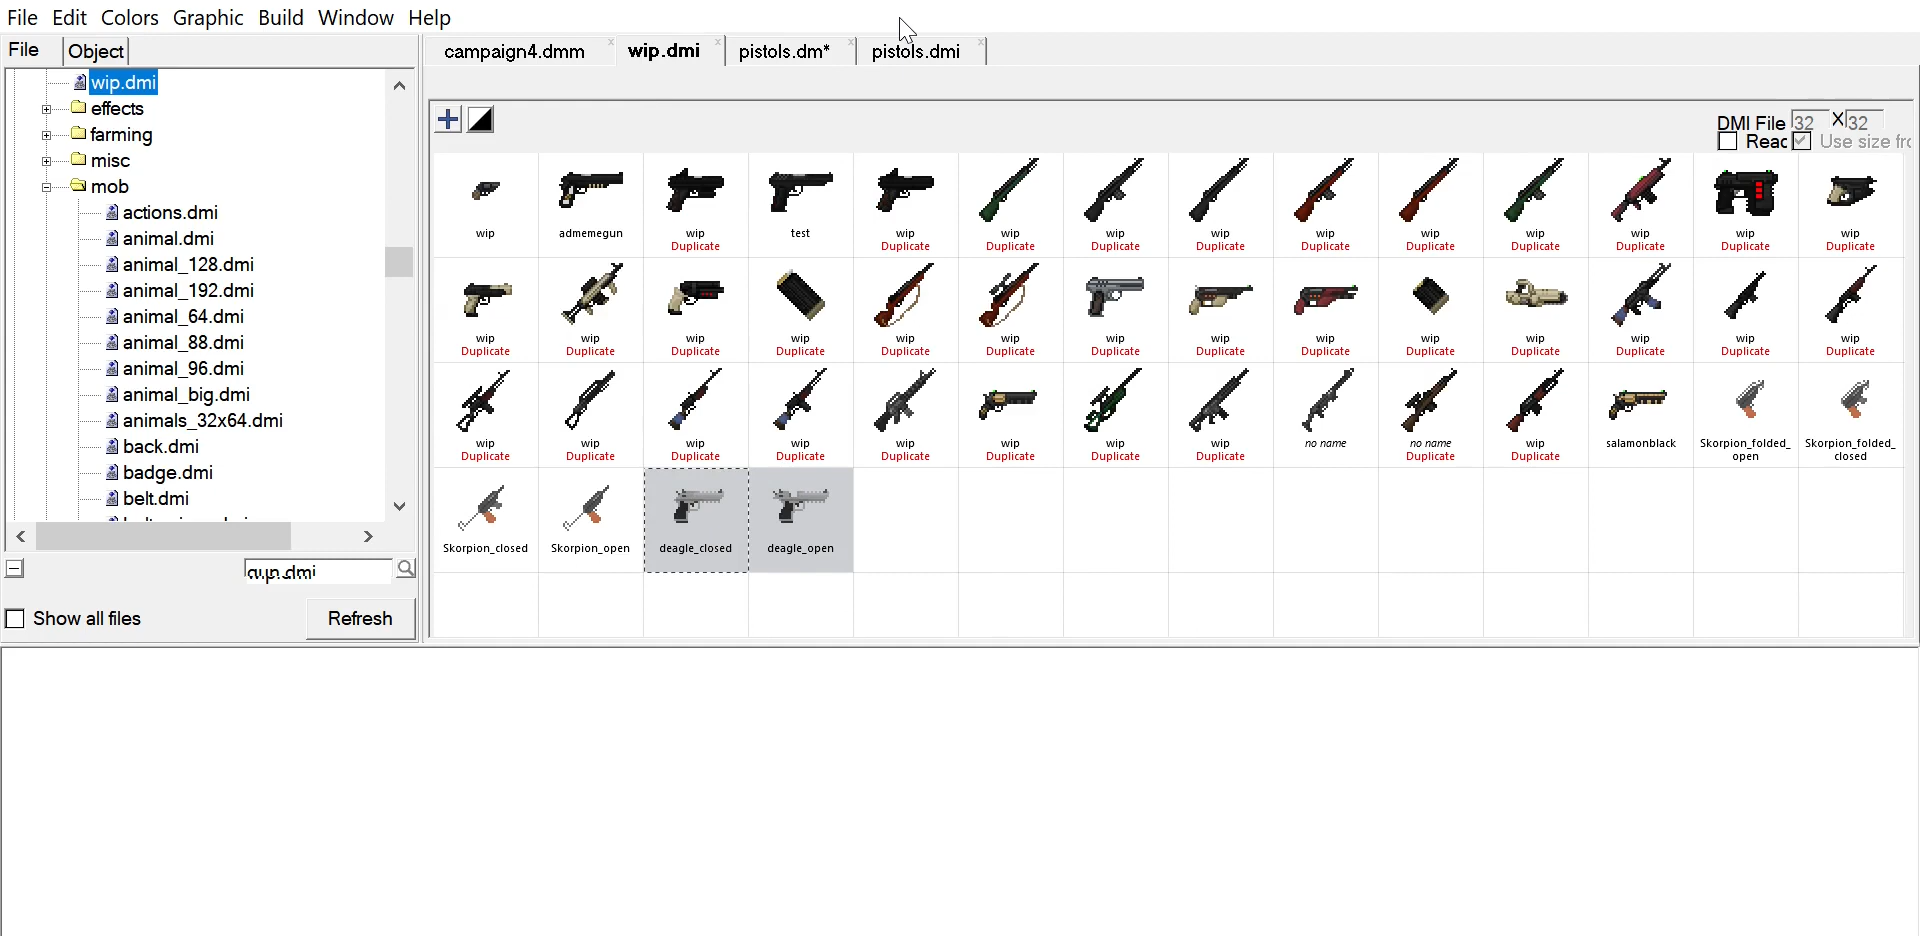 File Edit Colors Graphic Build Window Help
File Object
campaign4.dmm wip.dmi pistols.dm* pistols.dmi
wip.dmi
effects
farming
misc
mob
actions.dmi
animal.dmi
animal_128.dmi
animal_192.dmi
animal_64.dmi
animal_88.dmi
animal_96.dmi
animal_big.dmi
animals_32x64.dmi
back.dmi
badge.dmi
belt.dmi
gun.dmi
Show all files
Refresh
DMI File 32 X 32
Use size
wip admemegun wip test wip wip wip wip wip wip wip wip wip wip
Duplicate Duplicate Duplicate Duplicate Duplicate Duplicate Duplicate Duplicate Duplicate Duplicate Duplicate
wip wip wip wip wip wip wip wip wip wip wip wip wip wip
Duplicate Duplicate Duplicate Duplicate Duplicate Duplicate Duplicate Duplicate Duplicate Duplicate Duplicate Duplicate Duplicate Duplicate
wip wip wip wip wip wip wip wip no name no name wip salamonblack Skorpion_folded_ Skorpion_folded_
Duplicate Duplicate Duplicate Duplicate Duplicate Duplicate Duplicate Duplicate Duplicate Duplicate open closed
Skorpion_closed Skorpion_open deagle_closed deagle_open